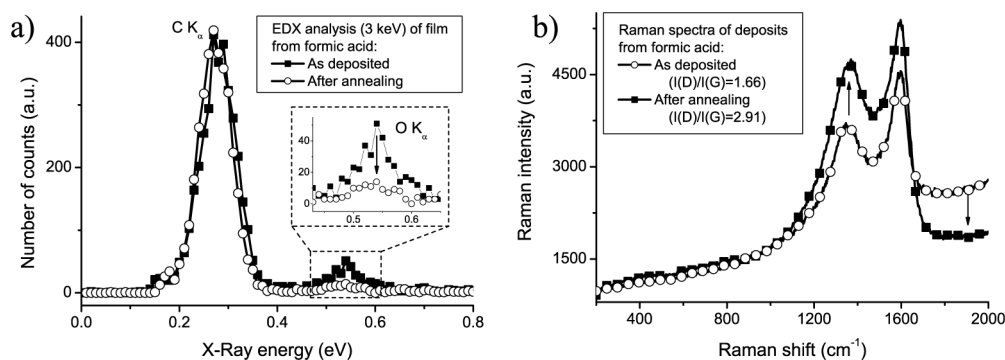 a)
C Kα
EDX analysis (3 keV) of film
from formic acid:
As deposited
After annealing
O Kα
40
20
0
0.5
0.6
400
200
0
Number of counts (a.u.)
0.0
0.2
0.4
0.6
0.8
X-Ray energy (eV)
b)
Raman spectra of deposits
from formic acid:
As deposited
(I(D)/I(G)=1.66)
After annealing
(I(D)/I(G)=2.91)
4500
3000
1500
Raman intensity (a.u.)
400
800
1200
1600
2000
Raman shift (cm⁻¹)